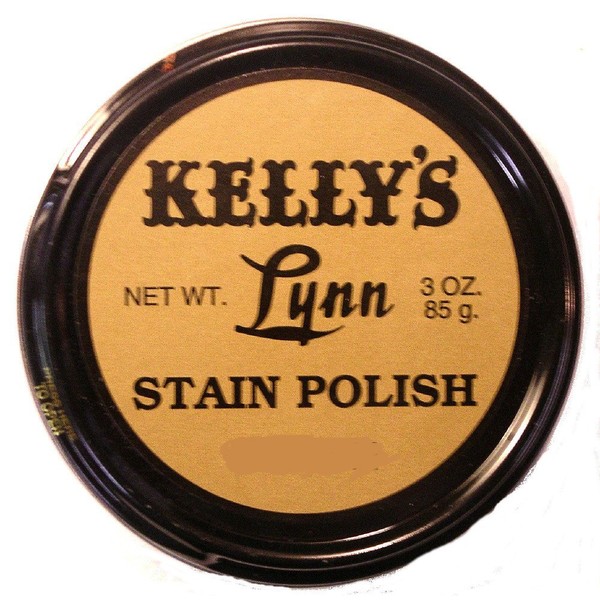 KELLY'S
Lynn
NET WT.
3 OZ.
85 g.
STAIN POLISH